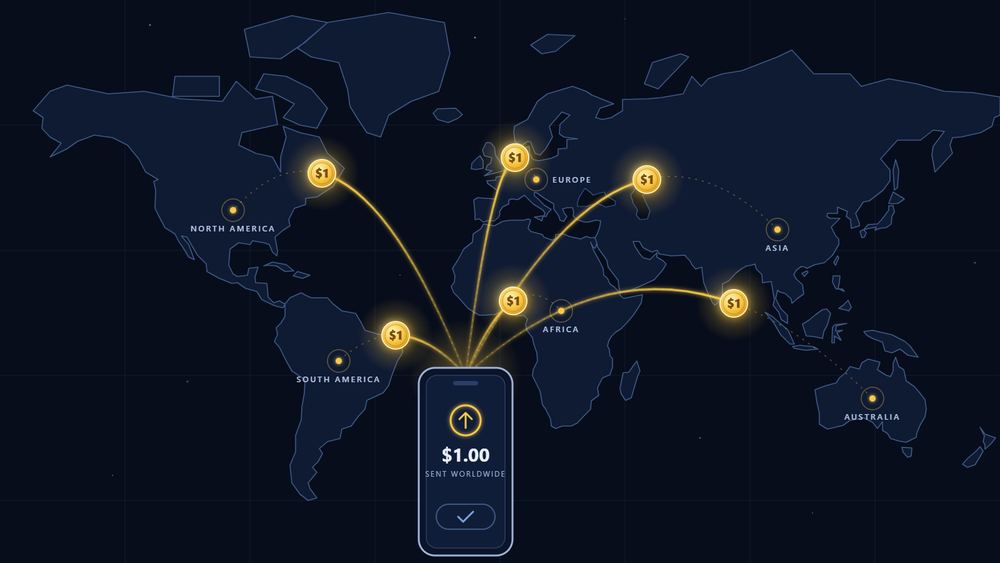 $1
EUROPE
$1
$1
NORTH AMERICA
ASIA
$1
$1
AFRICA
$1
SOUTH AMERICA
AUSTRALIA
$1.00
SENT WORLDWIDE